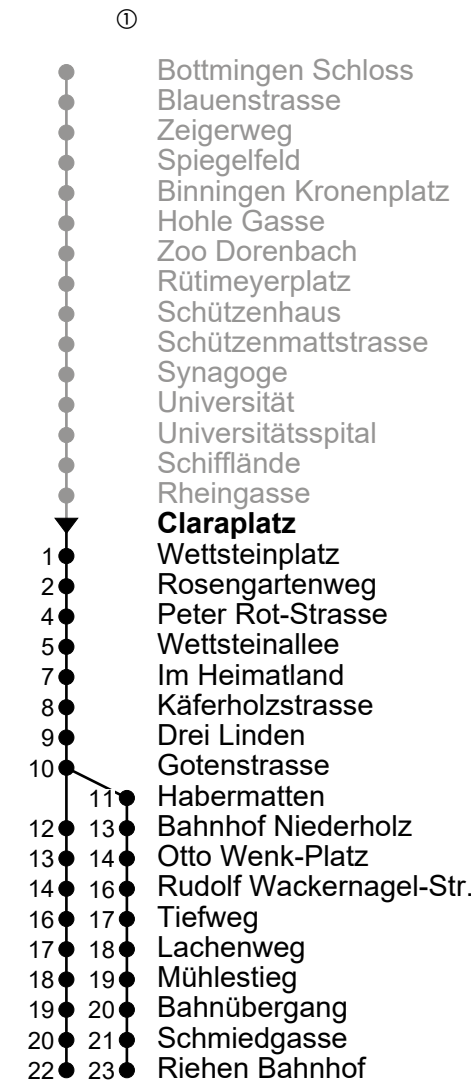 ①
Bottmingen Schloss
Blauenstrasse
Zeigerweg
Spiegelfeld
Binningen Kronenplatz
Hohle Gasse
Zoo Dorenbach
Rütimeyerplatz
Schützenhaus
Schützenmattstrasse
Synagoge
Universität
Universitätsspital
Schifflände
Rheingasse
Claraplatz
1 Wettsteinplatz
2 Rosengartenweg
4 Peter Rot-Strasse
5 Wettsteinallee
7 Im Heimatland
8 Käferholzstrasse
9 Drei Linden
10 Gotenstrasse
11 Habermatten
12 13 Bahnhof Niederholz
13 14 Otto Wenk-Platz
14 16 Rudolf Wackernagel-Str.
16 17 Tiefweg
17 18 Lachenweg
18 19 Mühlestieg
19 20 Bahnübergang
20 21 Schmiedgasse
22 23 Riehen Bahnhof